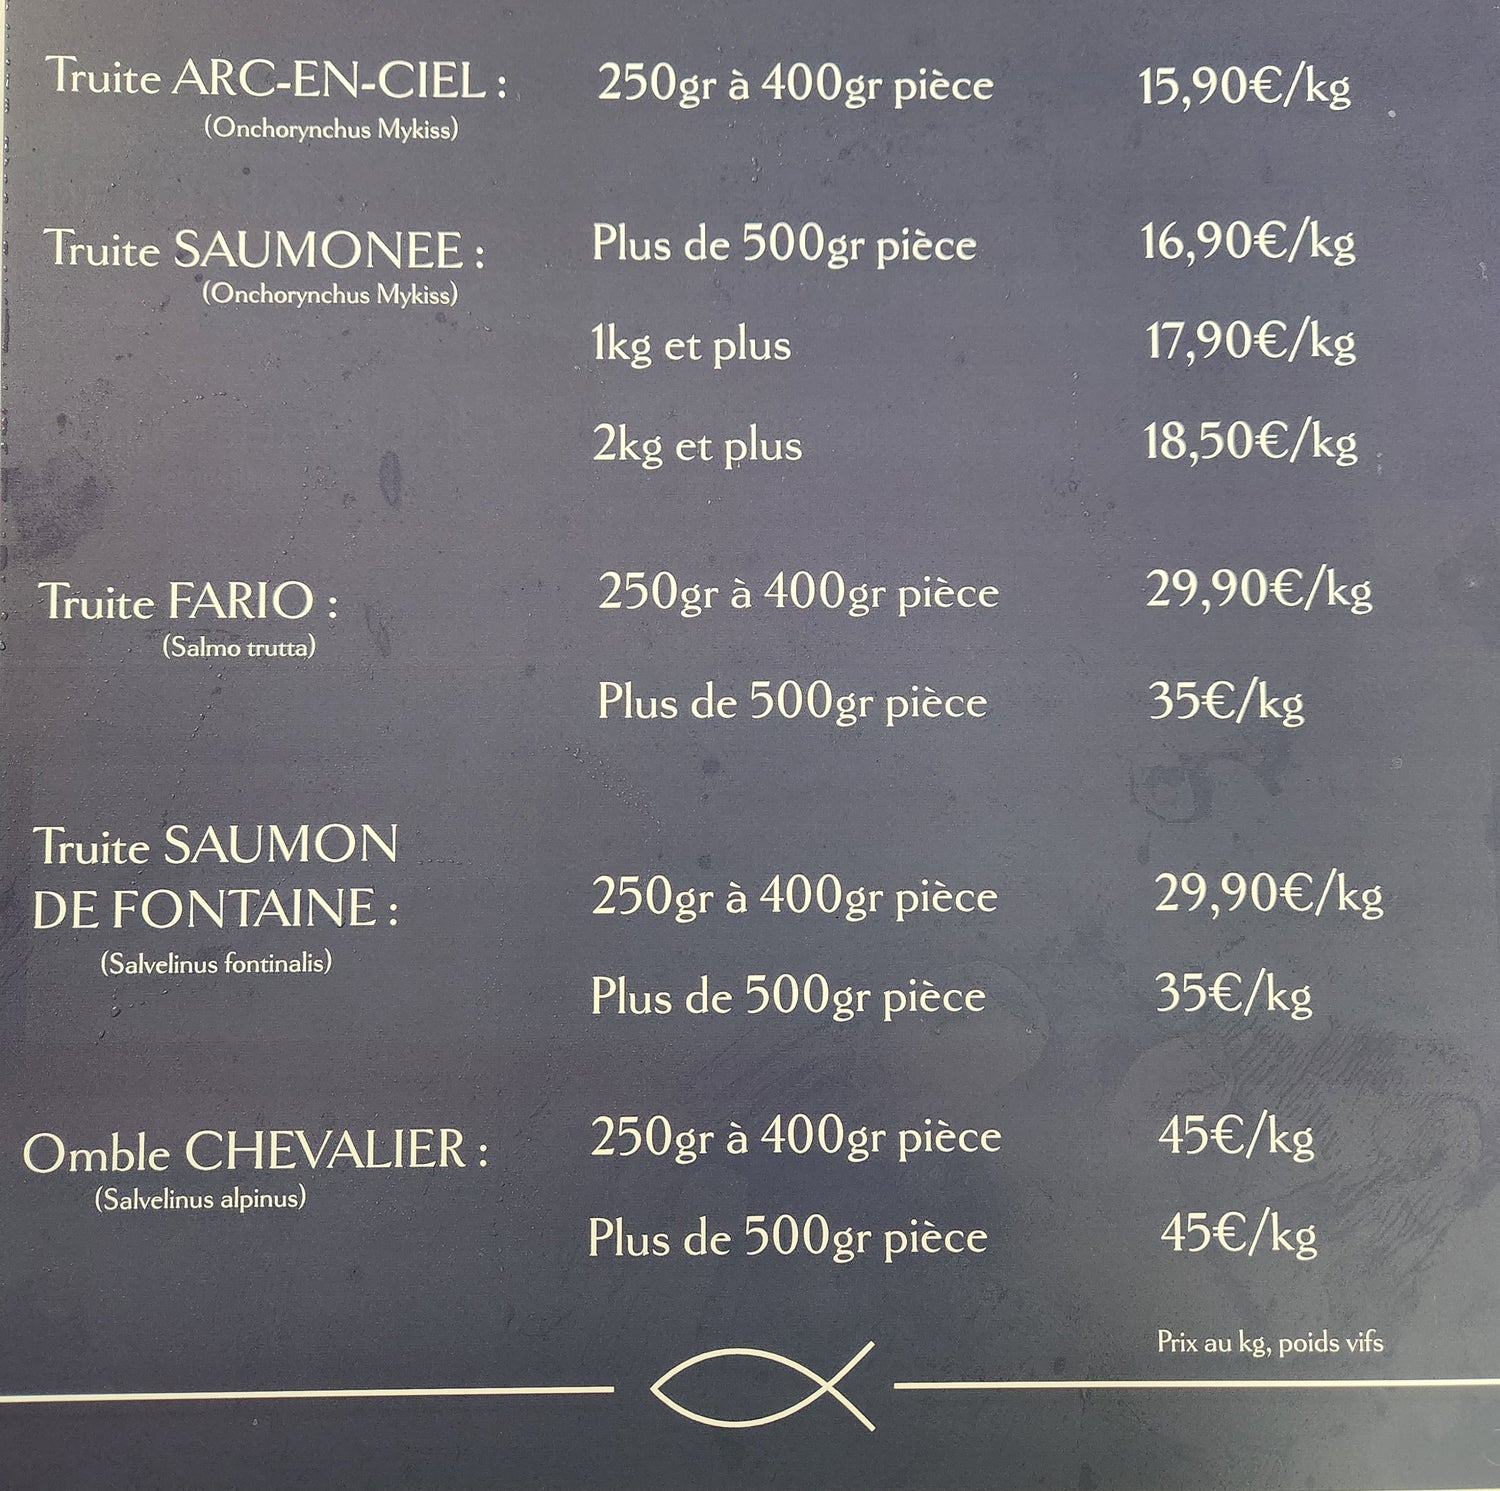 Truite ARC-EN-CIEL : 250gr à 400gr pièce 15,90€/kg
(Onchorynchus Mykiss)
Truite SAUMONEE : Plus de 500gr pièce 16,90€/kg
(Onchorynchus Mykiss)
1kg et plus 17,90€/kg
2kg et plus 18,50€/kg
Truite FARIO : 250gr à 400gr pièce 29,90€/kg
(Salmo trutta)
Plus de 500gr pièce 35€/kg
Truite SAUMON
DE FONTAINE : 250gr à 400gr pièce 29,90€/kg
(Salvelinus fontinalis)
Plus de 500gr pièce 35€/kg
Omble CHEVALIER : 250gr à 400gr pièce 45€/kg
(Salvelinus alpinus)
Plus de 500gr pièce 45€/kg
Prix au kg, poids vifs